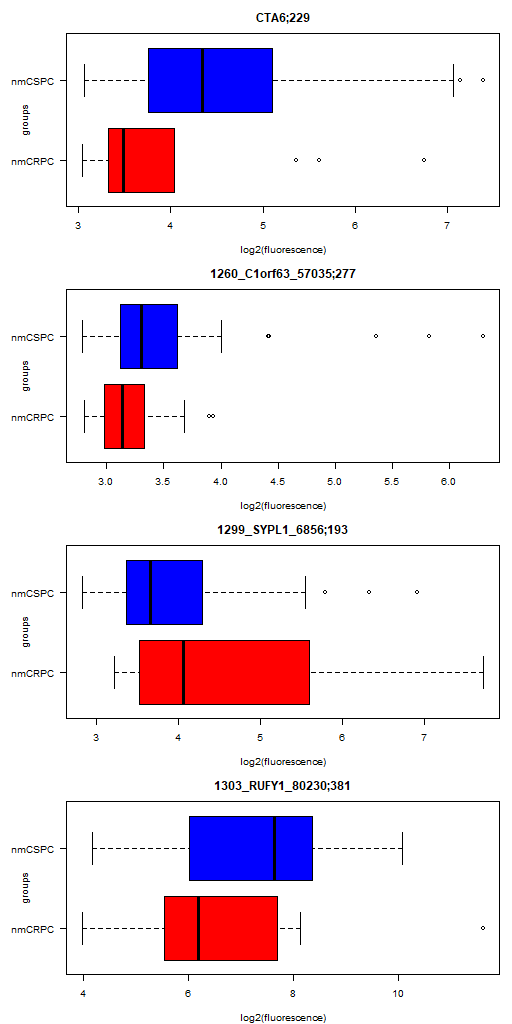 CTA6;229
nmCSPC
groups
nmCRPC
3 4 5 6 7
log2(fluorescence)
1260_C1orf63_57035;277
nmCSPC
groups
nmCRPC
3.0 3.5 4.0 4.5 5.0 5.5 6.0
log2(fluorescence)
1299_SYPL1_6856;193
nmCSPC
groups
nmCRPC
3 4 5 6 7
log2(fluorescence)
1303_RUFY1_80230;381
nmCSPC
groups
nmCRPC
4 6 8 10
log2(fluorescence)